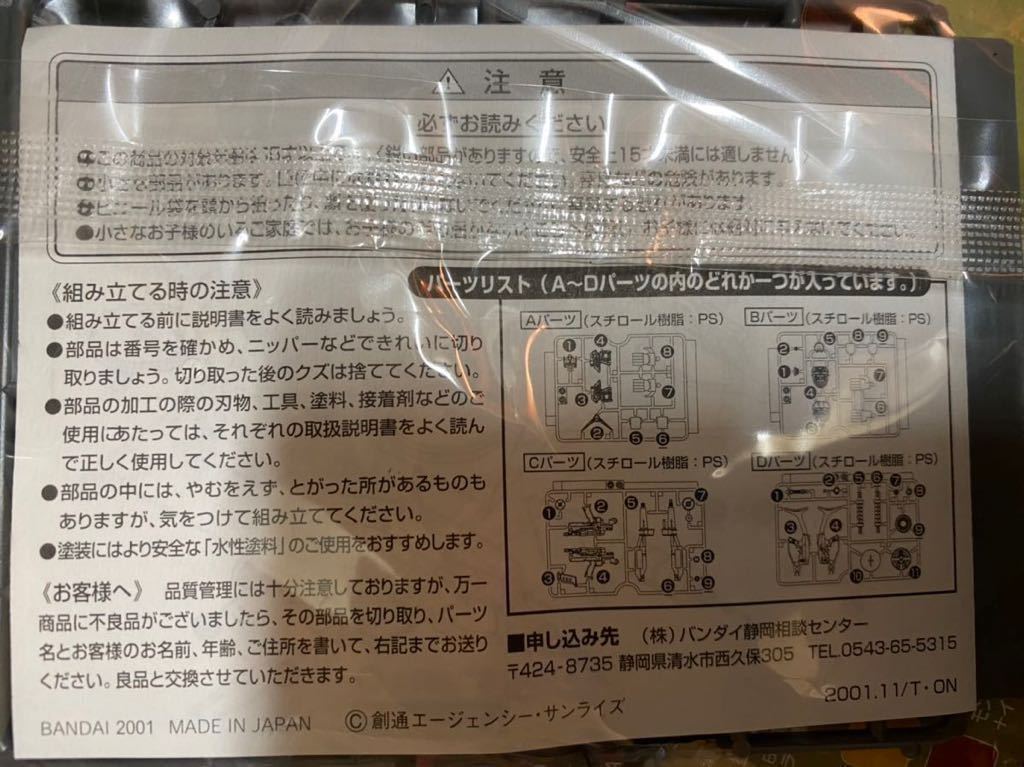 注意
必ずお読みください
●小さな部品があります。
《組み立てる時の注意》
●組み立てる前に説明書をよく読みましょう。
●部品は番号を確かめ、ニッパーなどできれいに切り
取りましょう。切り取った後のクズは捨ててください。
●部品の加工の際の刃物、工具、塗料、接着剤などのご
使用にあたっては、それぞれの取扱説明書をよく読ん
で正しく使用してください。
●部品の中には、やむをえず、とがった所があるものも
ありますが、気をつけて組み立ててください。
●塗装にはより安全な「水性塗料」のご使用をおすすめします。
《お客様へ》 品質管理には十分注意しておりますが、万一
商品に不良品がございましたら、その部品を切り取り、パーツ
名とお客様のお名前、年齢、ご住所を書いて、右記までお送り
ください。良品と交換させていただきます。
BANDAI 2001 MADE IN JAPAN Ⓒ創通エージェンシー・サンライズ
パーツリスト(A〜Dパーツの内のどれか一つが入っています。)
Aパーツ(スチロール樹脂:PS)
Bパーツ(スチロール樹脂:PS)
Cパーツ(スチロール樹脂:PS)
Dパーツ(スチロール樹脂:PS)
■申し込み先 (株)バンダイ静岡相談センター
〒424-8735 静岡県清水市西久保305 TEL.0543-65-5315
2001.11/T・ON